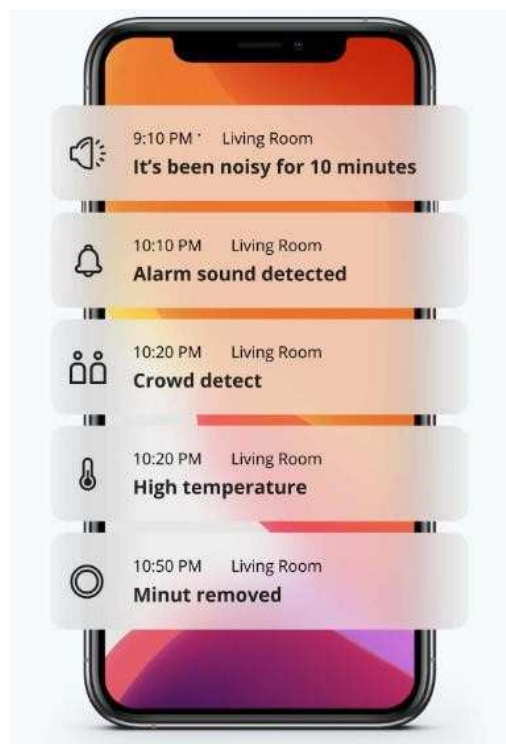 9:10 PM · Living Room
It's been noisy for 10 minutes
10:10 PM Living Room
Alarm sound detected
10:20 PM Living Room
Crowd detect
10:20 PM Living Room
High temperature
10:50 PM Living Room
Minut removed